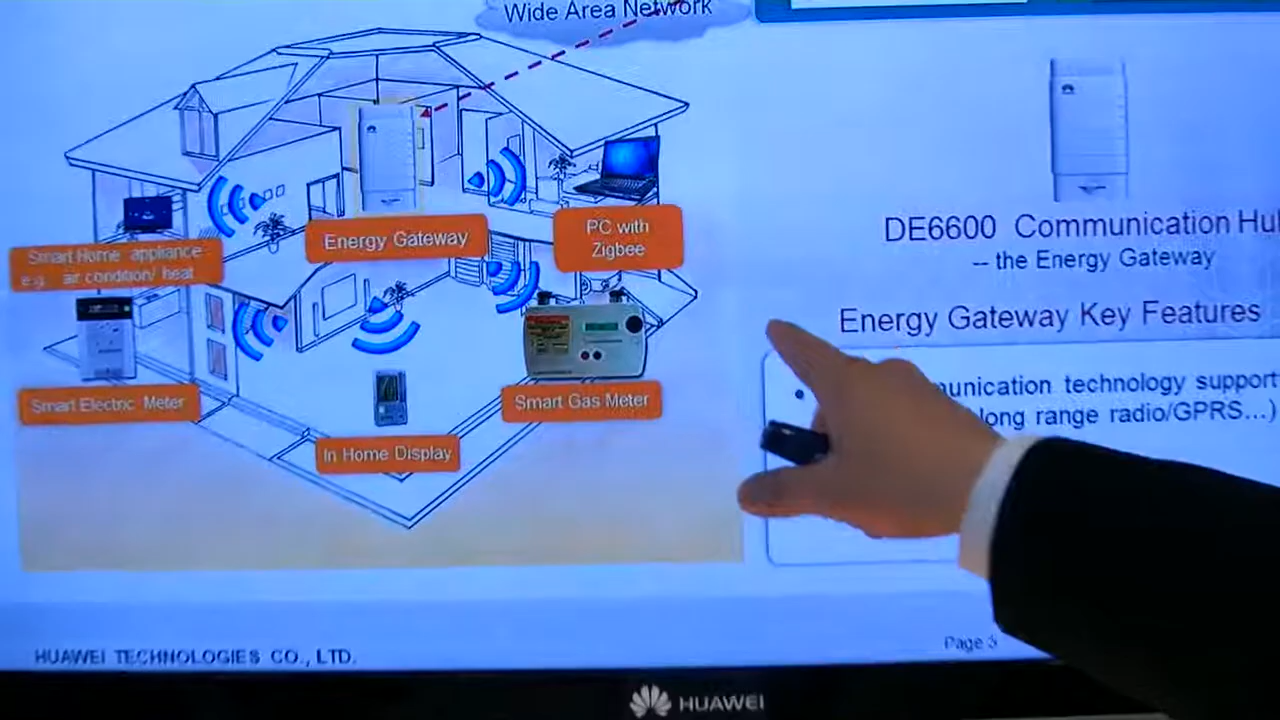 Wide Area Network
Energy Gateway
PC with
Zigbee
Smart Home appliance
e.g. air condition/ heat
Smart Electric Meter
In Home Display
Smart Gas Meter
DE6600 Communication Hu
-- the Energy Gateway
Energy Gateway Key Features
unication technology support
long range radio/GPRS...)
HUAWEI TECHNOLOGIES CO., LTD.
Page 3
HUAWEI